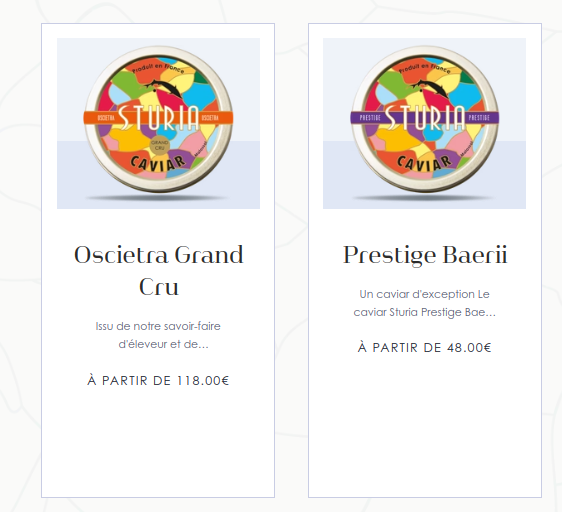 Produit en France
OSCIETRA STURIA OSCIETRA
GRAND
CRU
CAVIAR
Oscietra Grand
Cru
Issu de notre savoir-faire
d'éleveur et de...
À PARTIR DE 118.00€
Produit en France
PRESTIGE STURIA PRESTIGE
CAVIAR
Prestige Baerii
Un caviar d'exception Le
caviar Sturia Prestige Bae...
À PARTIR DE 48.00€